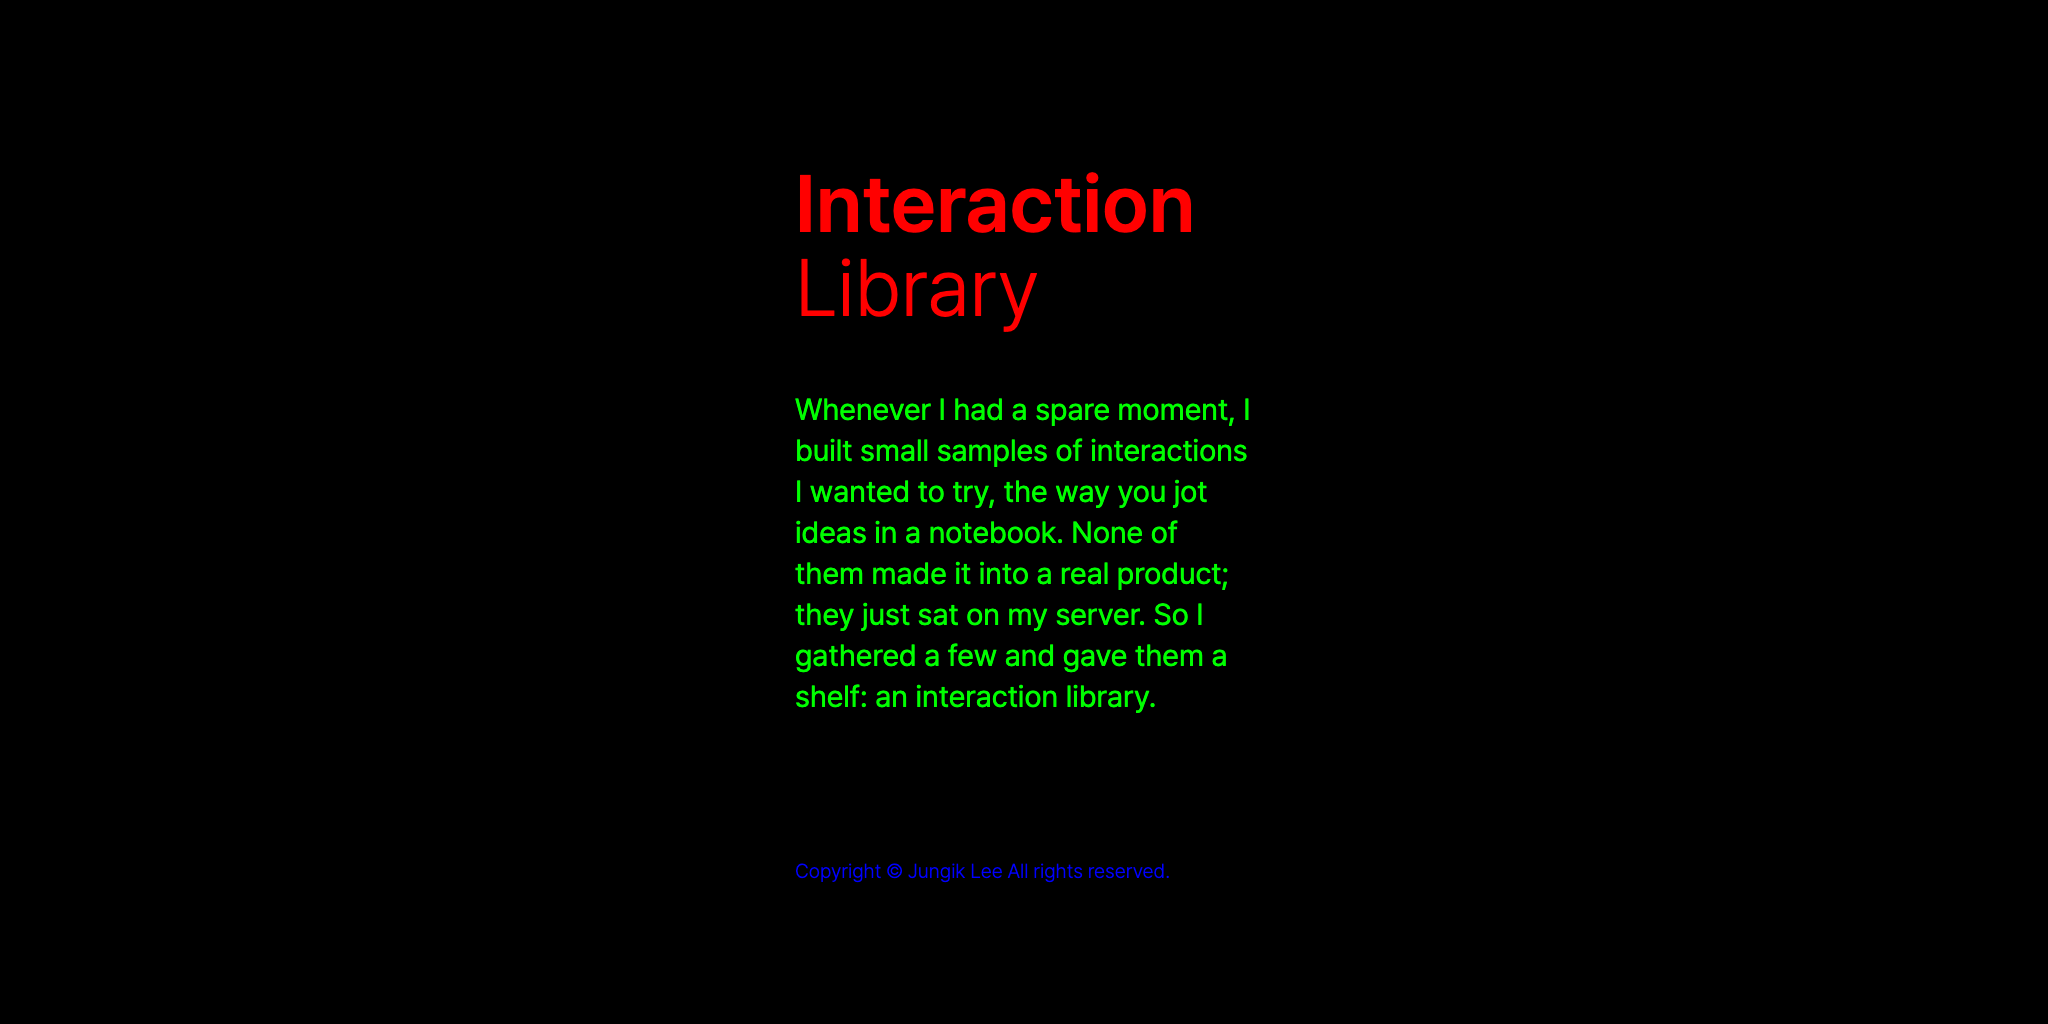 Interaction
Library
Whenever I had a spare moment, I
built small samples of interactions
I wanted to try, the way you jot
ideas in a notebook. None of
them made it into a real product;
they just sat on my server. So I
gathered a few and gave them a
shelf: an interaction library.
Copyright © Jungik Lee All rights reserved.